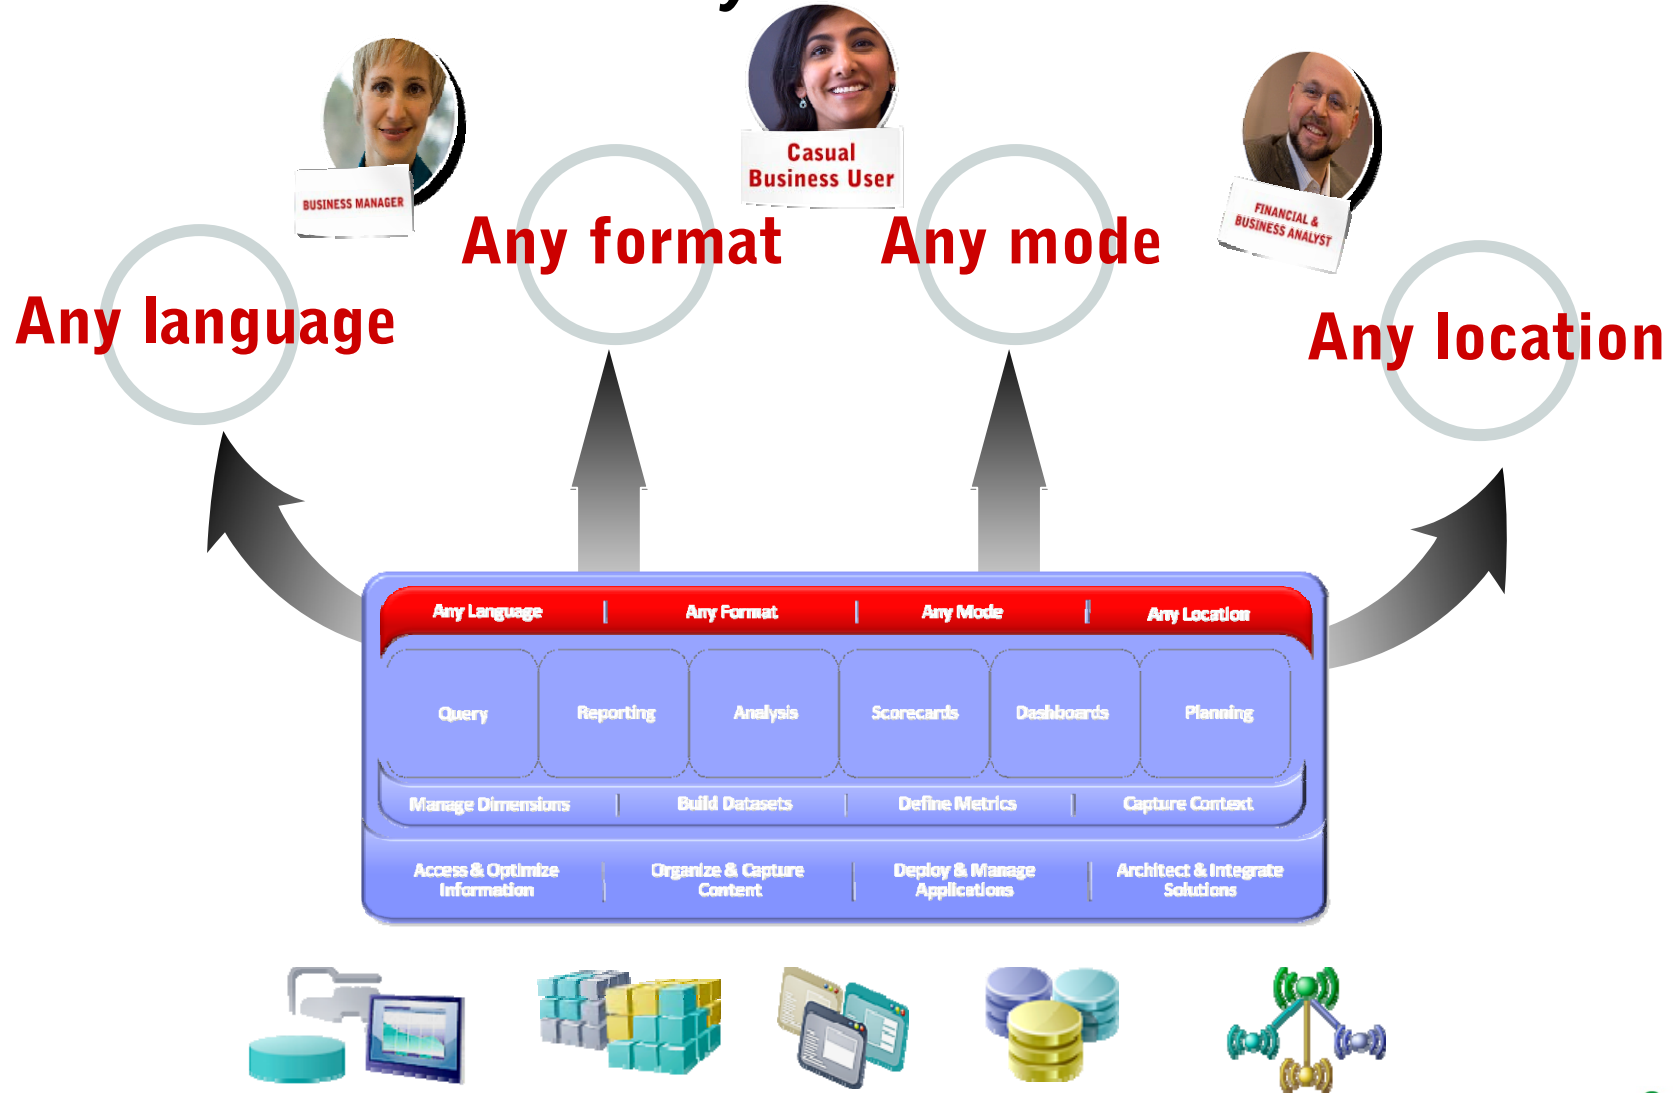 Casual
Business User
BUSINESS MANAGER
FINANCIAL &
BUSINESS ANALYST
Any format
Any mode
Any language
Any location
Any Language | Any Format | Any Mode | Any Location
Query Reporting Analysis Scorecards Dashboards Planning
Manage Dimensions | Build Datasets | Define Metrics | Capture Context
Access & Optimize
Information
Organize & Capture
Content
Deploy & Manage
Applications
Architect & Integrate
Solutions